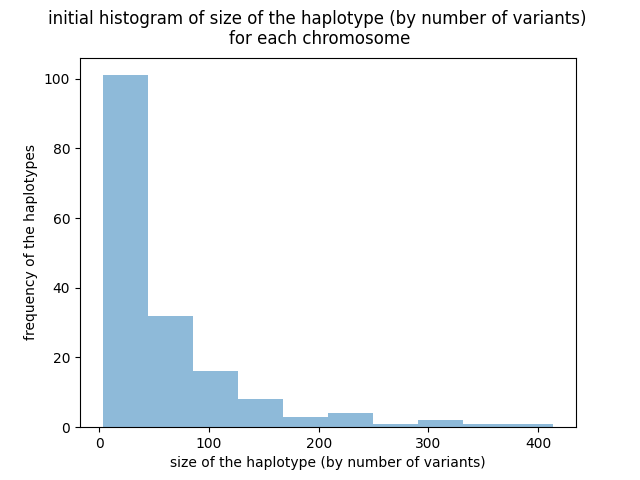 initial histogram of size of the haplotype (by number of variants)
for each chromosome
100
80
60
40
20
0
frequency of the haplotypes
0 100 200 300 400
size of the haplotype (by number of variants)